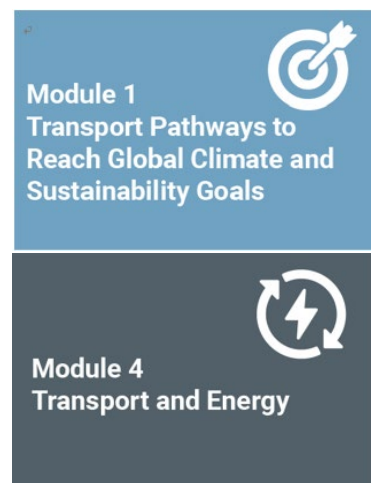 Module 1
Transport Pathways to
Reach Global Climate and
Sustainability Goals
Module 4
Transport and Energy